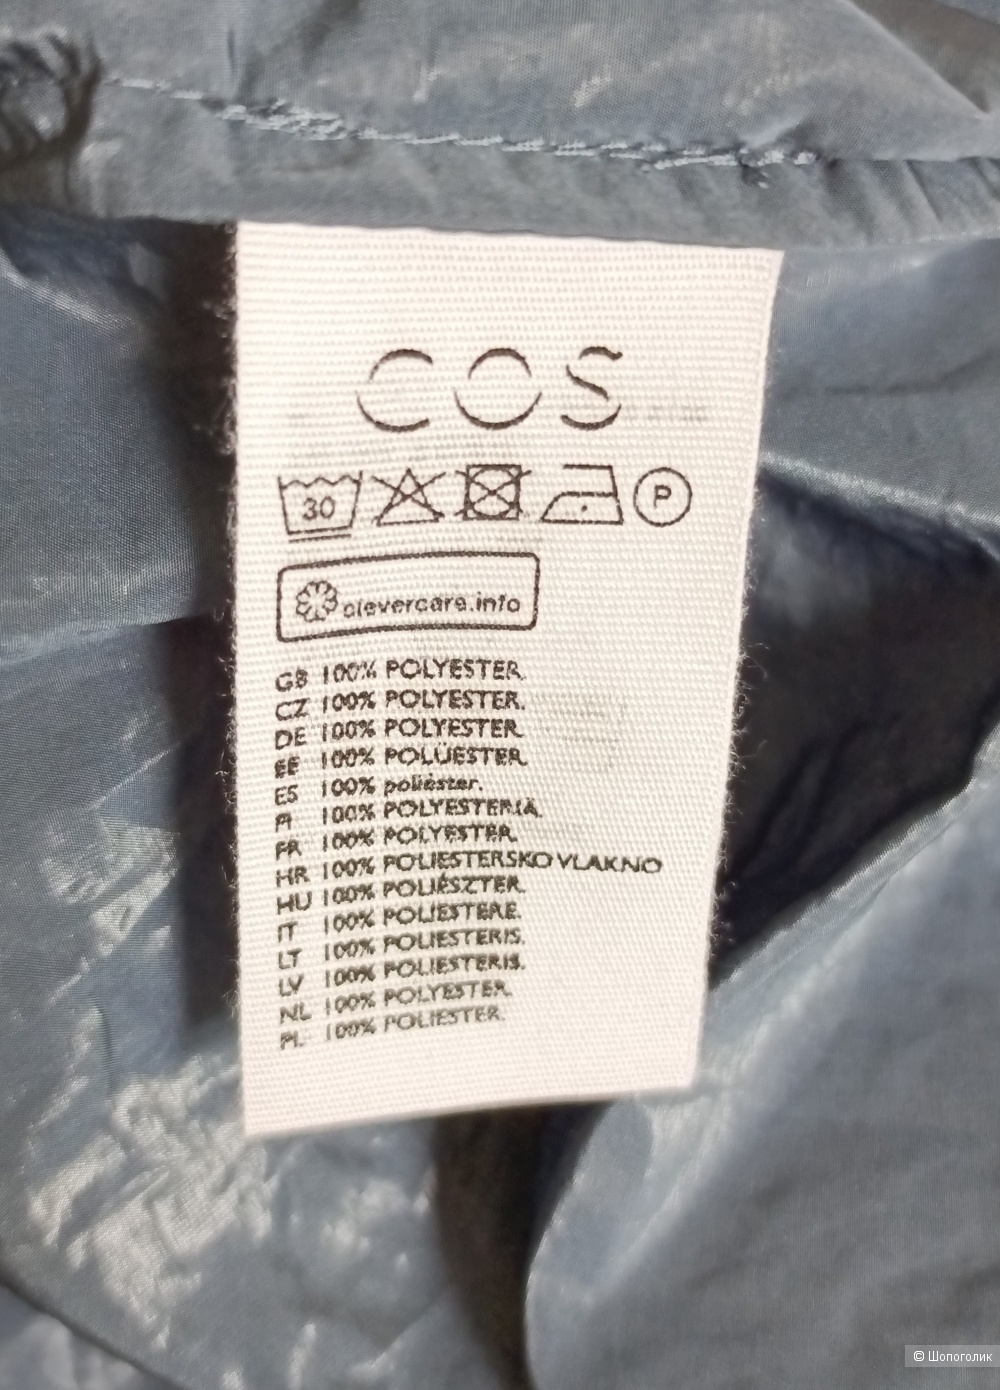 COS
30 P
clevercare.info
GB 100% POLYESTER.
CZ 100% POLYESTER.
DE 100% POLYESTER.
EE 100% POLÜESTER.
ES 100% poliéster.
FI 100% POLYESTERIA.
FR 100% POLYESTER.
HR 100% POLIESTERSKO VLAKNO
HU 100% POLIÉSZTER.
IT 100% POLIESTERE.
LT 100% POLIESTERIS.
LV 100% POLIESTERIS.
NL 100% POLYESTER.
PL 100% POLIESTER.
© Шопоголик